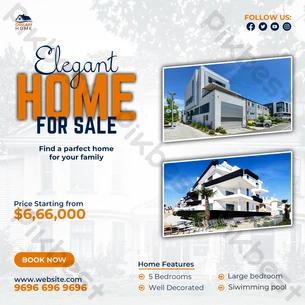 DREAM
HOME
FOLLOW US:
Elegant
HOME
FOR SALE
Find a parfect home
for your family
Price Starting from
$6,66,000
BOOK NOW
www.website.com
9696 696 9696
Home Features
5 Bedrooms
Large bedroom
Well Decorated
Siwimming pool